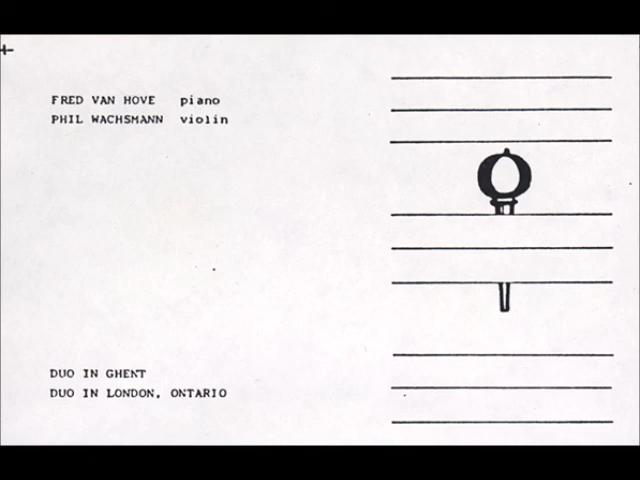 FRED VAN HOVE piano
PHIL WACHSMANN violin
DUO IN GHENT
DUO IN LONDON, ONTARIO